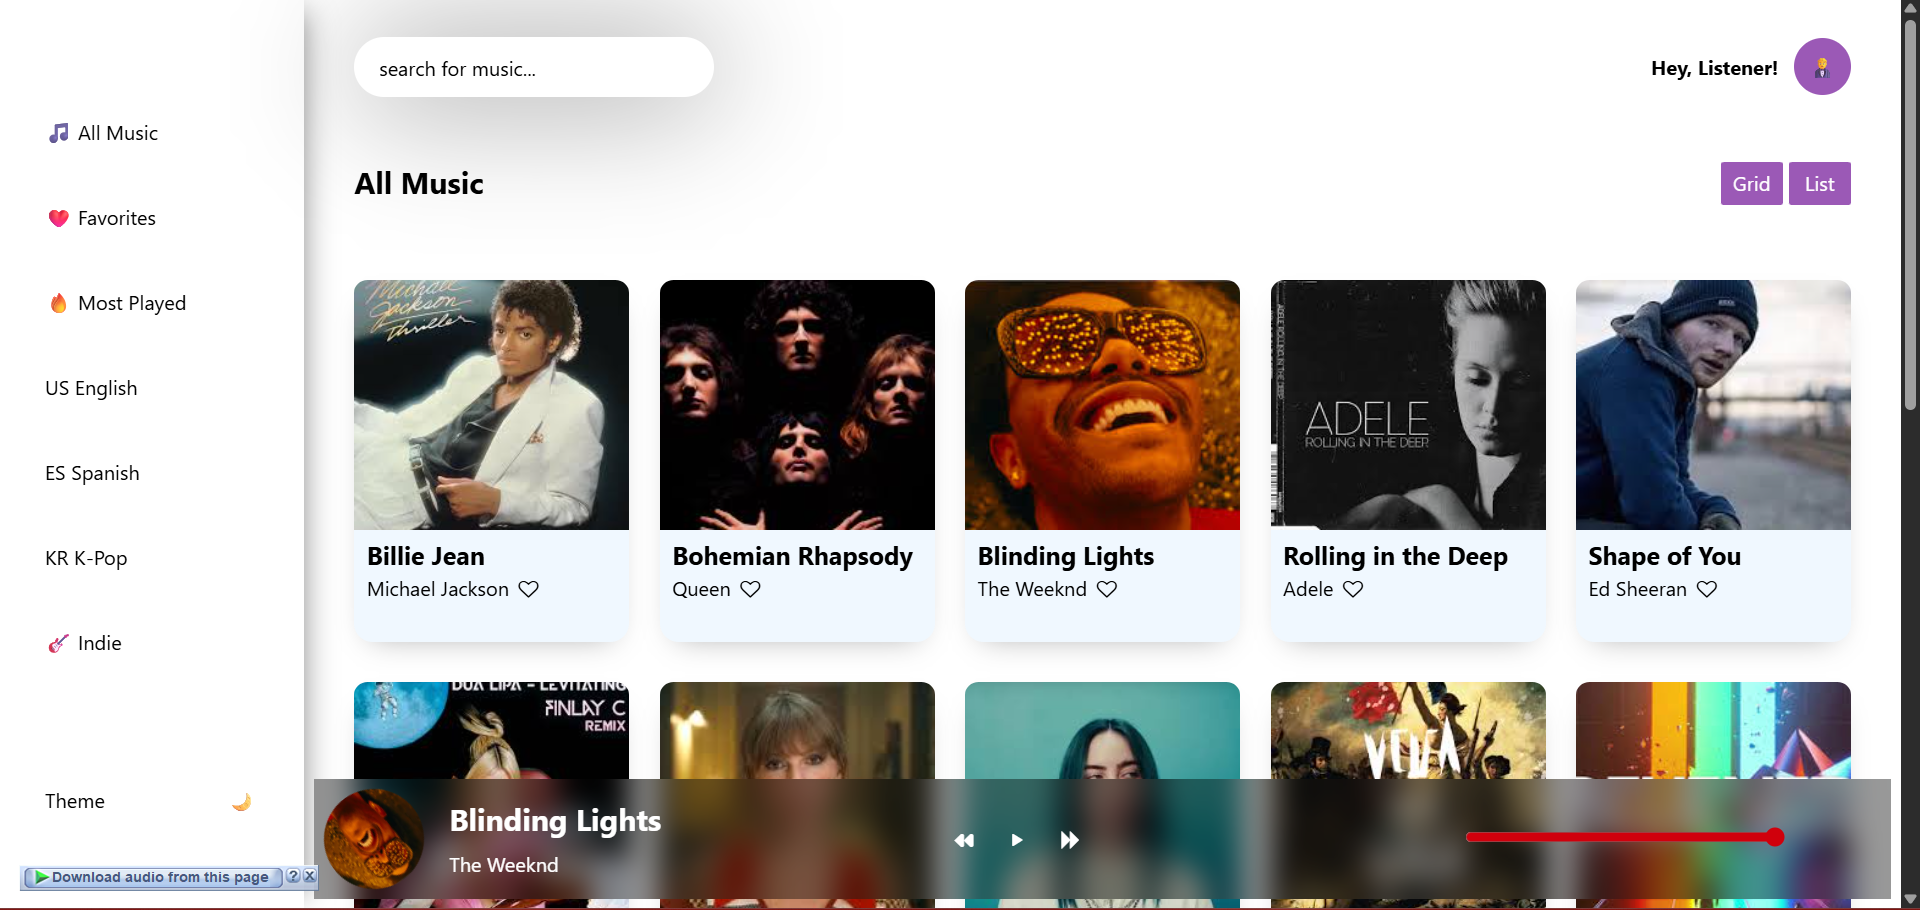 search for music...
Hey, Listener!
All Music
Favorites
Most Played
US English
ES Spanish
KR K-Pop
Indie
Theme
Download audio from this page
?
X
All Music
Grid
List
Michael
Jackson
Thriller
ADELE
ROLLING IN THE DEEP
Billie Jean
Michael Jackson
Bohemian Rhapsody
Queen
Blinding Lights
The Weeknd
Rolling in the Deep
Adele
Shape of You
Ed Sheeran
DUA LIPA - LEVITATING
FINLAY C
REMIX
VIVA
Blinding Lights
The Weeknd